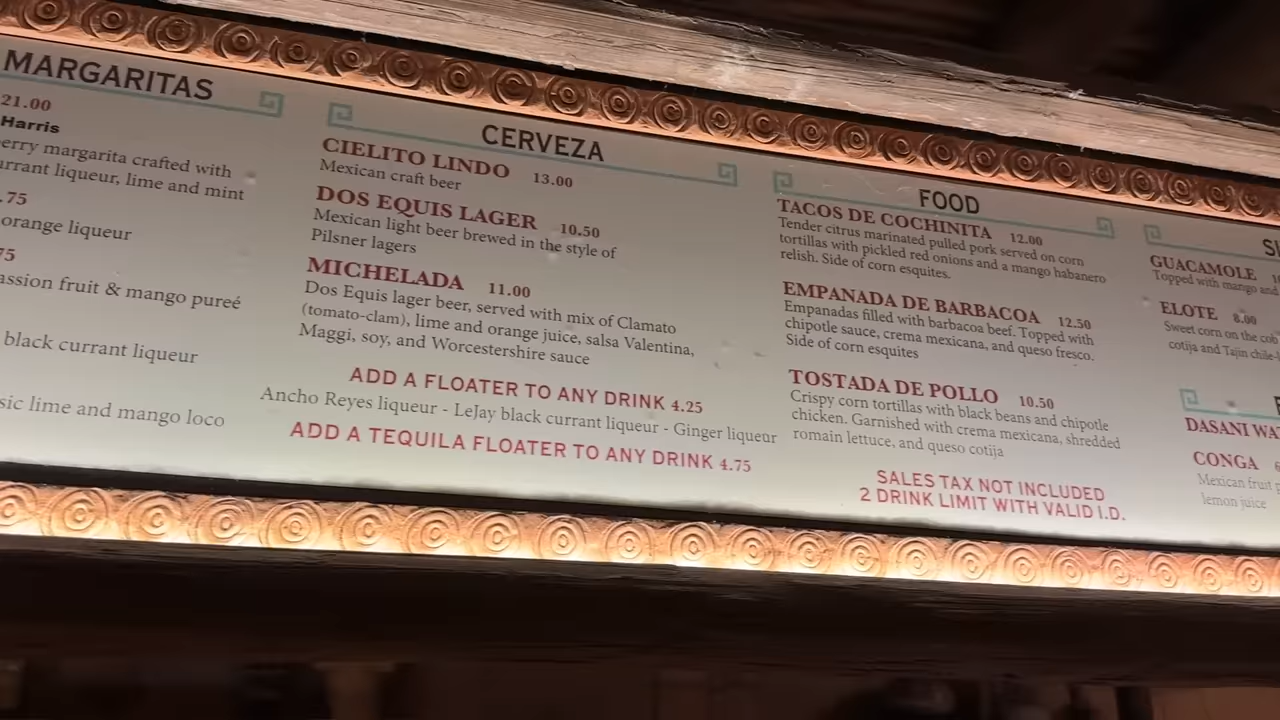 MARGARITAS
21.00
Harris
margarita crafted with
liqueur, lime and mint
.75
orange liqueur
fruit & mango pureé
black currant liqueur
lime and mango loco
CERVEZA
CIELITO LINDO 13.00
Mexican craft beer
DOS EQUIS LAGER 10.50
Mexican light beer brewed in the style of
Pilsner lagers
MICHELADA 11.00
Dos Equis lager beer, served with mix of Clamato
(tomato-clam), lime and orange juice, salsa Valentina,
Maggi, soy, and Worcestershire sauce
ADD A FLOATER TO ANY DRINK 4.25
Ancho Reyes liqueur - LeJay black currant liqueur - Ginger liqueur
ADD A TEQUILA FLOATER TO ANY DRINK 4.75
FOOD
TACOS DE COCHINITA 12.00
Tender citrus marinated pulled pork served on corn
tortillas with pickled red onions and a mango habanero
relish. Side of corn esquites.
EMPANADA DE BARBACOA 12.50
Empanadas filled with barbacoa beef. Topped with
chipotle sauce, crema mexicana, and queso fresco.
Side of corn esquites
TOSTADA DE POLLO 10.50
Crispy corn tortillas with black beans and chipotle
chicken. Garnished with crema mexicana, shredded
romain lettuce, and queso cotija
SALES TAX NOT INCLUDED
2 DRINK LIMIT WITH VALID I.D.
GUACAMOLE
Topped with mango and
ELOTE 8.00
Sweet corn on the cob
cotija and Tajin chile
DASANI
CONGA
Mexican fruit
lemon juice